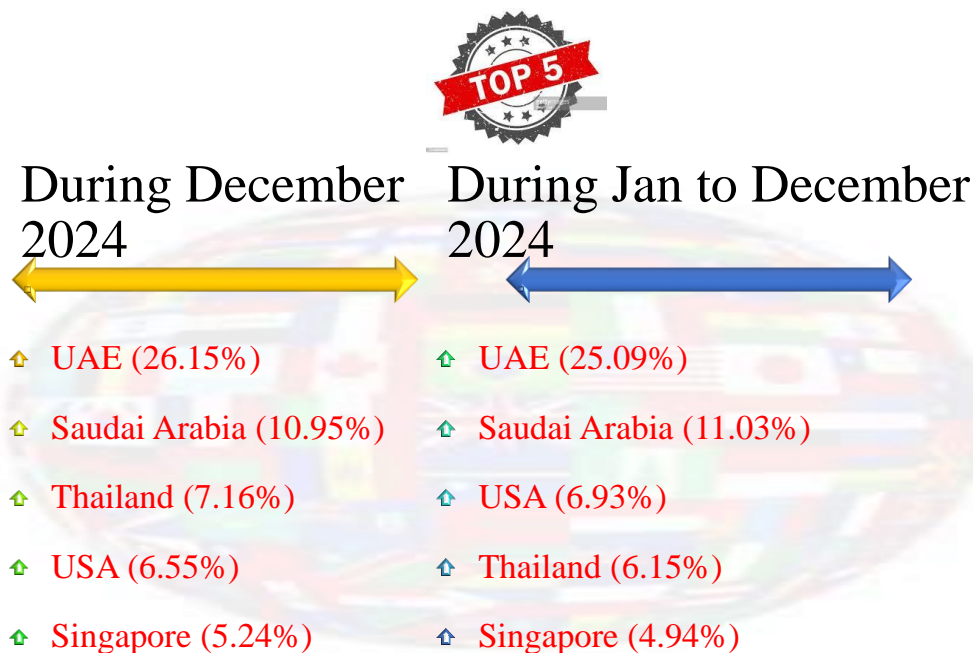 TOP 5
During December
2024
During Jan to December
2024
UAE (26.15%)
Saudai Arabia (10.95%)
Thailand (7.16%)
USA (6.55%)
Singapore (5.24%)
UAE (25.09%)
Saudai Arabia (11.03%)
USA (6.93%)
Thailand (6.15%)
Singapore (4.94%)